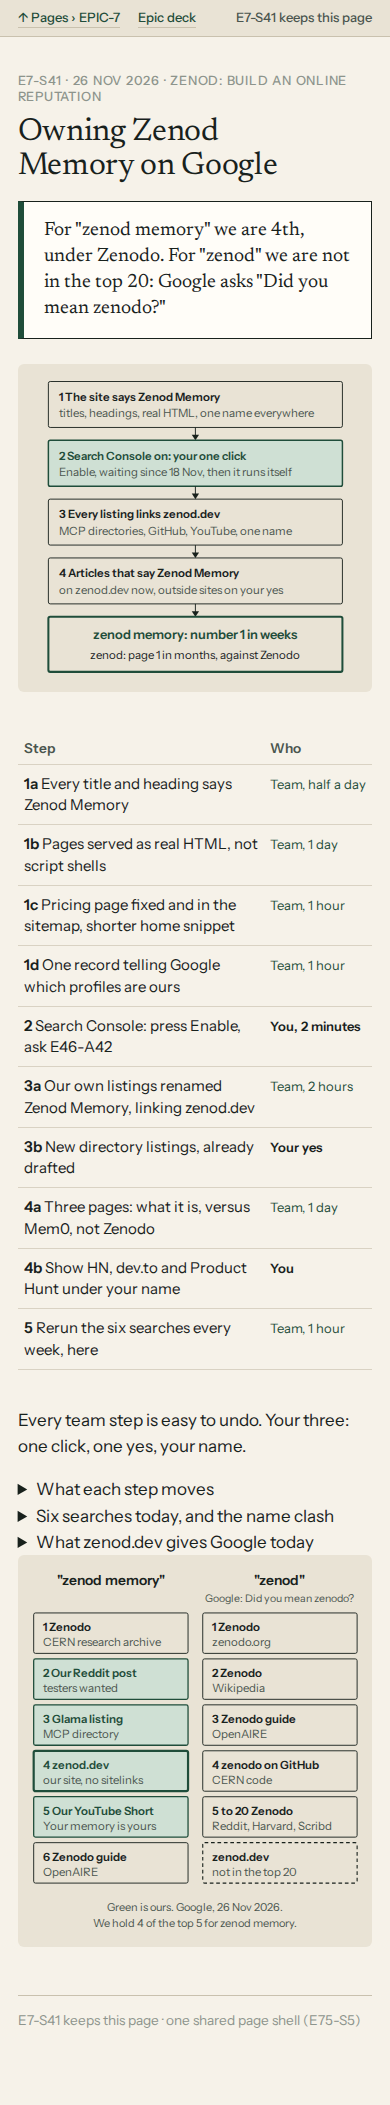 ↑ Pages › EPIC-7 Epic deck E7-S41 keeps this page
E7-S41 · 26 NOV 2026 · ZENOD: BUILD AN ONLINE
REPUTATION
Owning Zenod
Memory on Google
For "zenod memory" we are 4th,
under Zenodo. For "zenod" we are not
in the top 20: Google asks "Did you
mean zenodo?"
1 The site says Zenod Memory
titles, headings, real HTML, one name everywhere
2 Search Console on: your one click
Enable, waiting since 18 Nov, then it runs itself
3 Every listing links zenod.dev
MCP directories, GitHub, YouTube, one name
4 Articles that say Zenod Memory
on zenod.dev now, outside sites on your yes
zenod memory: number 1 in weeks
zenod: page 1 in months, against Zenodo
Step Who
1a Every title and heading says Team, half a day
Zenod Memory
1b Pages served as real HTML, not Team, 1 day
script shells
1c Pricing page fixed and in the Team, 1 hour
sitemap, shorter home snippet
1d One record telling Google Team, 1 hour
which profiles are ours
2 Search Console: press Enable, You, 2 minutes
ask E46-A42
3a Our own listings renamed Team, 2 hours
Zenod Memory, linking zenod.dev
3b New directory listings, already Your yes
drafted
4a Three pages: what it is, versus Team, 1 day
Mem0, not Zenodo
4b Show HN, dev.to and Product You
Hunt under your name
5 Rerun the six searches every Team, 1 hour
week, here
Every team step is easy to undo. Your three:
one click, one yes, your name.
▶ What each step moves
▶ Six searches today, and the name clash
▶ What zenod.dev gives Google today
"zenod memory" "zenod"
Google: Did you mean zenodo?
1 Zenodo
CERN research archive
2 Our Reddit post
testers wanted
3 Glama listing
MCP directory
4 zenod.dev
our site, no sitelinks
5 Our YouTube Short
Your memory is yours
6 Zenodo guide
OpenAIRE
1 Zenodo
zenodo.org
2 Zenodo
Wikipedia
3 Zenodo guide
OpenAIRE
4 zenodo on GitHub
CERN code
5 to 20 Zenodo
Reddit, Harvard, Scribd
zenod.dev
not in the top 20
Green is ours. Google, 26 Nov 2026.
We hold 4 of the top 5 for zenod memory.
E7-S41 keeps this page · one shared page shell (E75-S5)